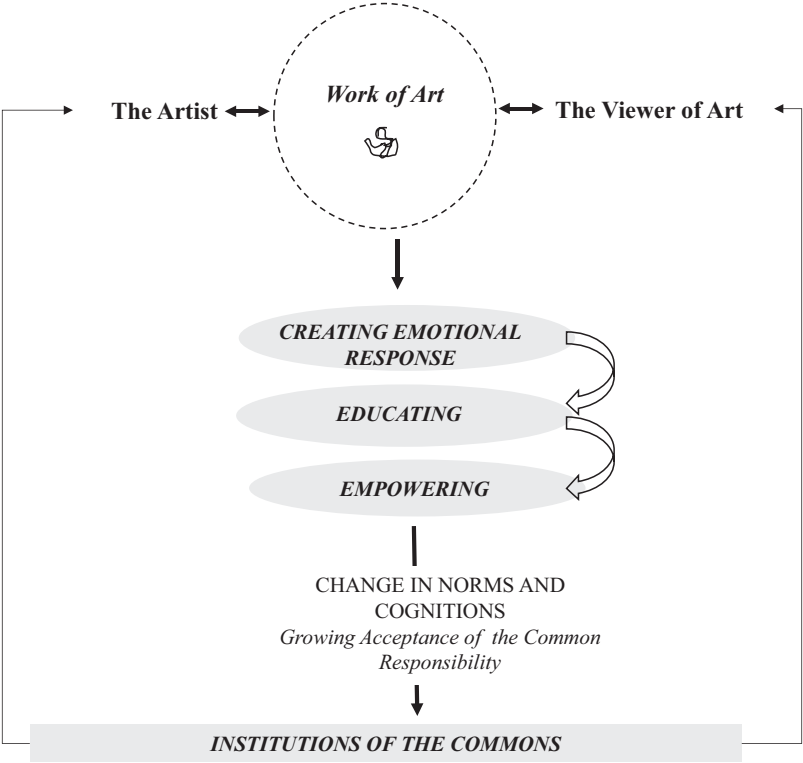 Work of Art
The Artist
The Viewer of Art
CREATING EMOTIONAL
RESPONSE
EDUCATING
EMPOWERING
CHANGE IN NORMS AND
COGNITIONS
Growing Acceptance of the Common
Responsibility
INSTITUTIONS OF THE COMMONS